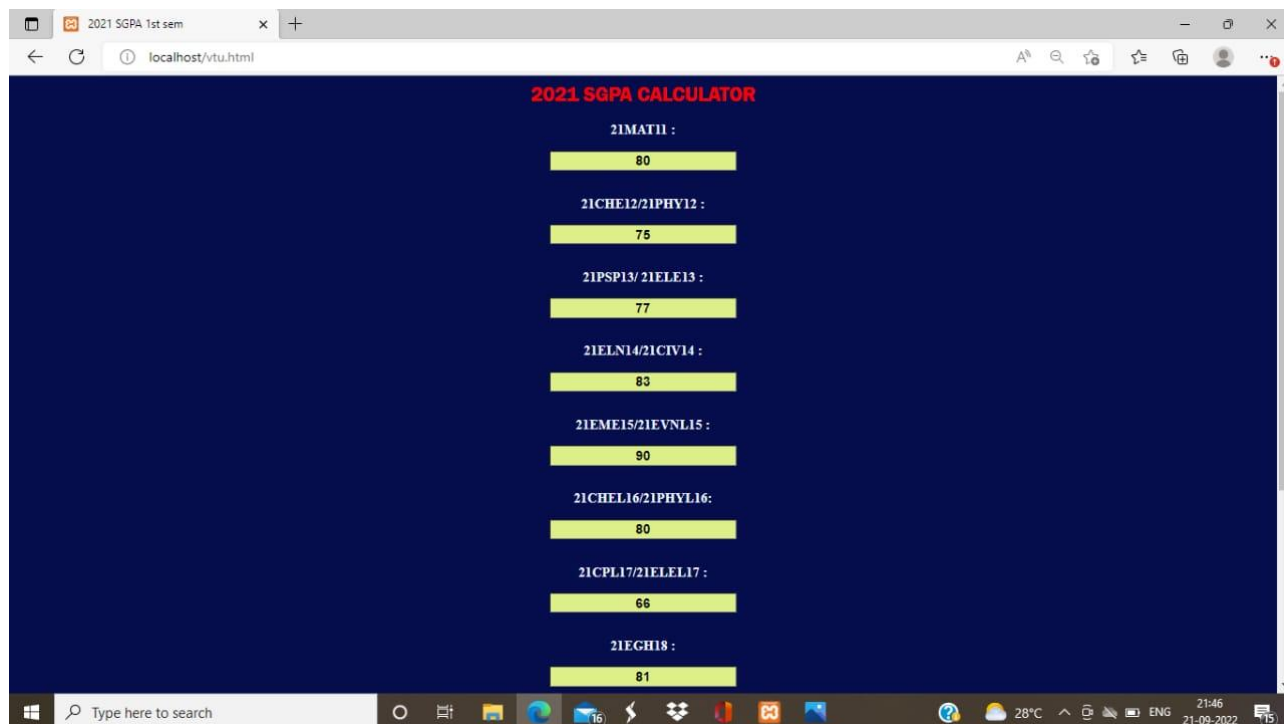 2021 SGPA 1st sem
localhost/vtu.html
2021 SGPA CALCULATOR
21MAT11 :
80
21CHE12/21PHY12 :
75
21PSP13/ 21ELE13 :
77
21ELN14/21CIV14 :
83
21EME15/21EVNL15 :
90
21CHEL16/21PHYL16:
80
21CPL17/21ELEL17 :
66
21EGH18 :
81
Type here to search
16
28°C
ENG
21:46
21-09-2022